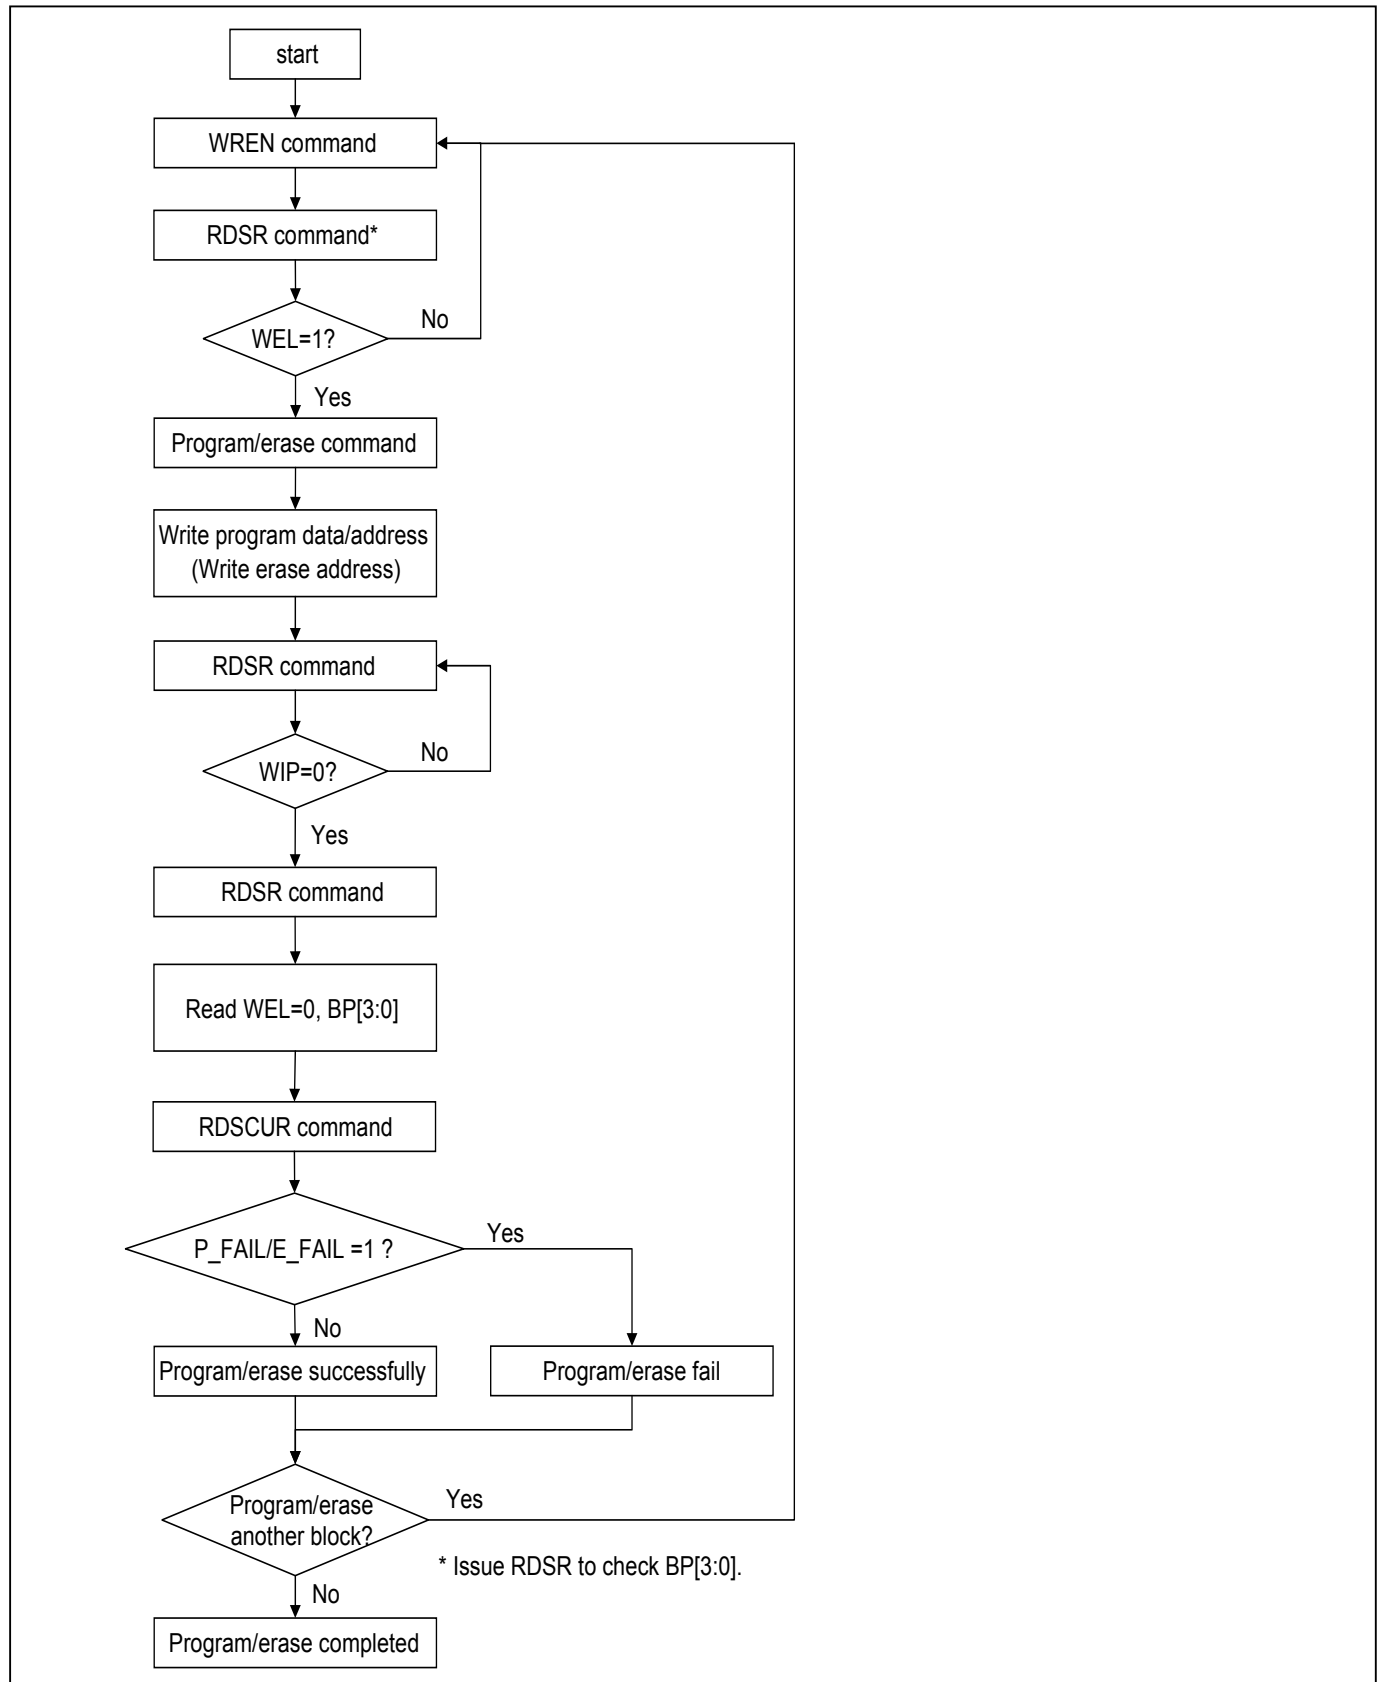 start
WREN command
RDSR command*
WEL=1?
No
Yes
Program/erase command
Write program data/address
(Write erase address)
RDSR command
WIP=0?
No
Yes
RDSR command
Read WEL=0, BP[3:0]
RDSCUR command
P_FAIL/E_FAIL =1 ?
Yes
No
Program/erase successfully
Program/erase fail
Program/erase
another block?
Yes
* Issue RDSR to check BP[3:0].
No
Program/erase completed